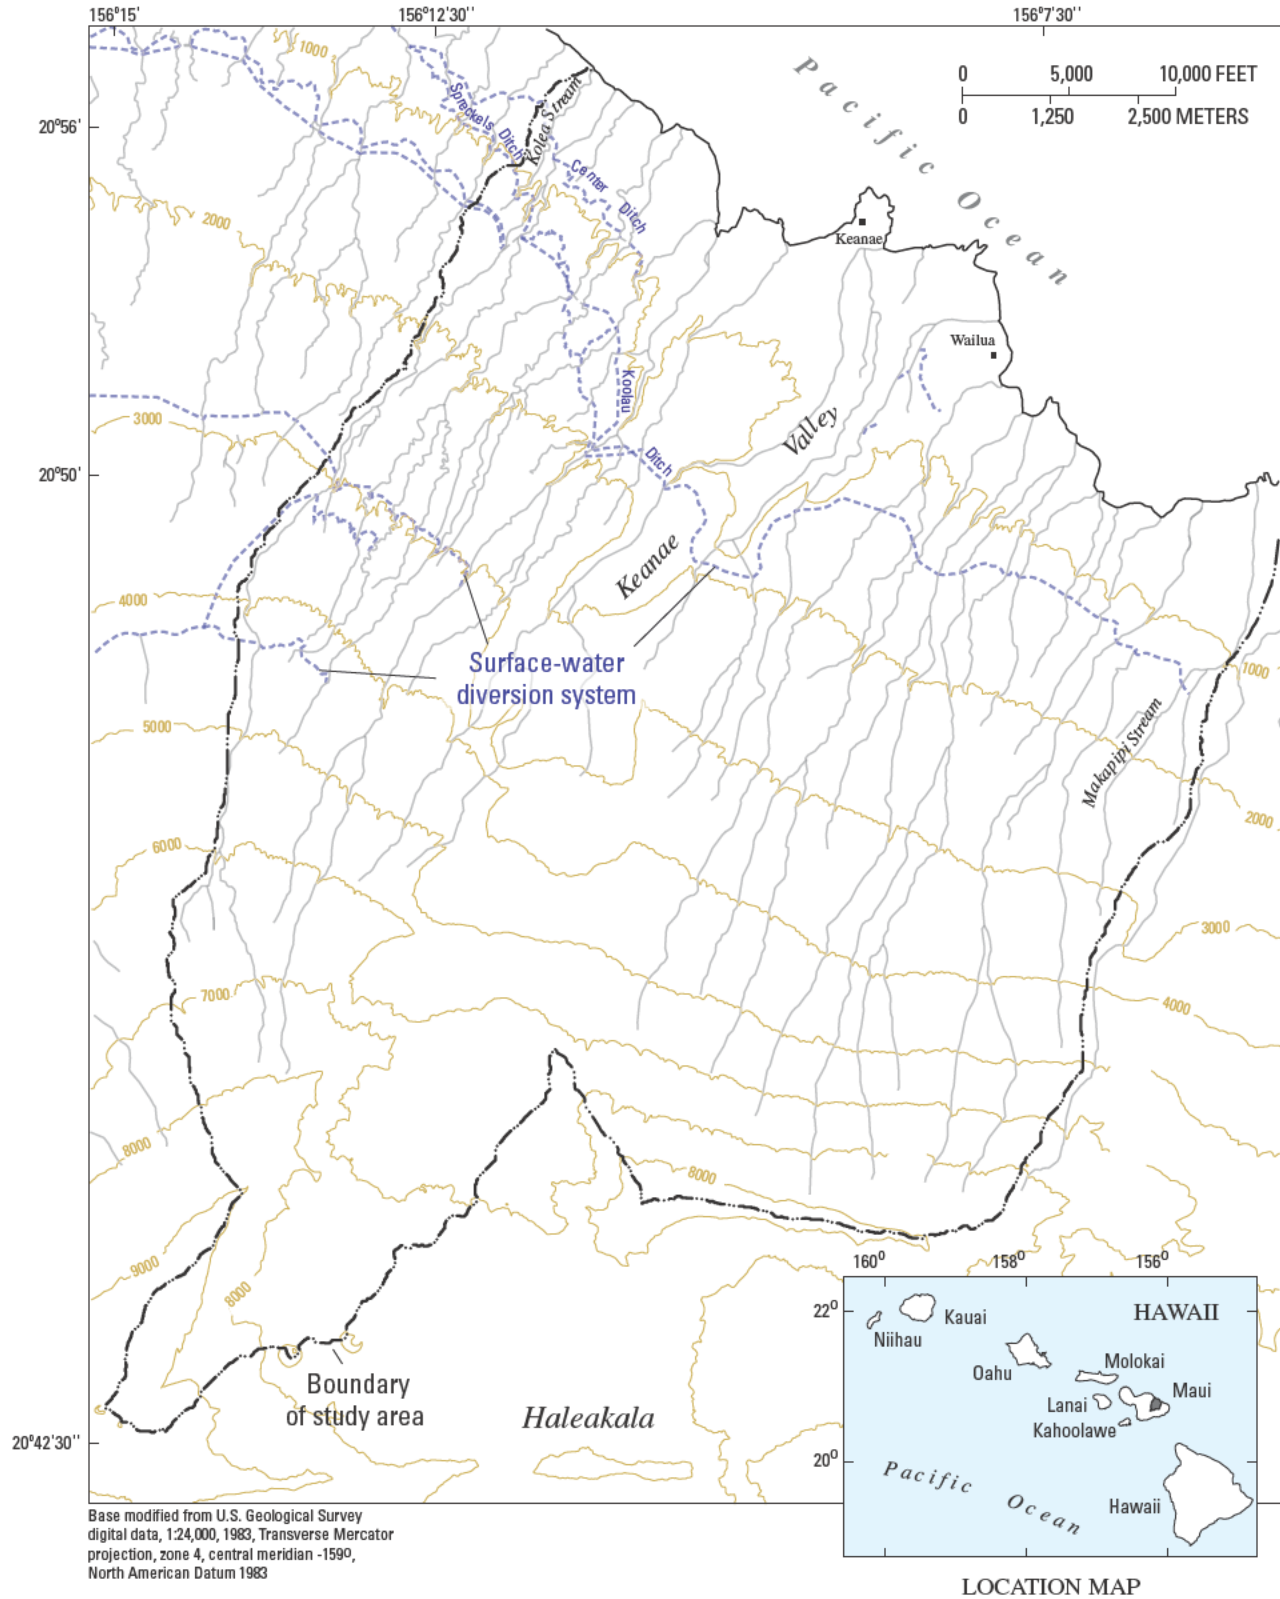 156°15'
156°12'30''
156°7'30''
20°56'
20°50'
20°42'30''
0 5,000 10,000 FEET
0 1,250 2,500 METERS
Pacific Ocean
1000
Spreckels Ditch
Kolea Stream
Center Ditch
2000
Keanae
Wailua
Koolau Ditch
3000
Valley
Keanae
4000
Surface-water
diversion system
1000
5000
Makapipi Stream
2000
6000
3000
7000
4000
8000
8000
9000
8000
Boundary
of study area
Haleakala
160° 158° 156°
22°
20°
HAWAII
Kauai
Niihau
Oahu
Molokai
Lanai
Maui
Kahoolawe
Pacific Ocean
Hawaii
LOCATION MAP
Base modified from U.S. Geological Survey
digital data, 1:24,000, 1983, Transverse Mercator
projection, zone 4, central meridian -159°,
North American Datum 1983